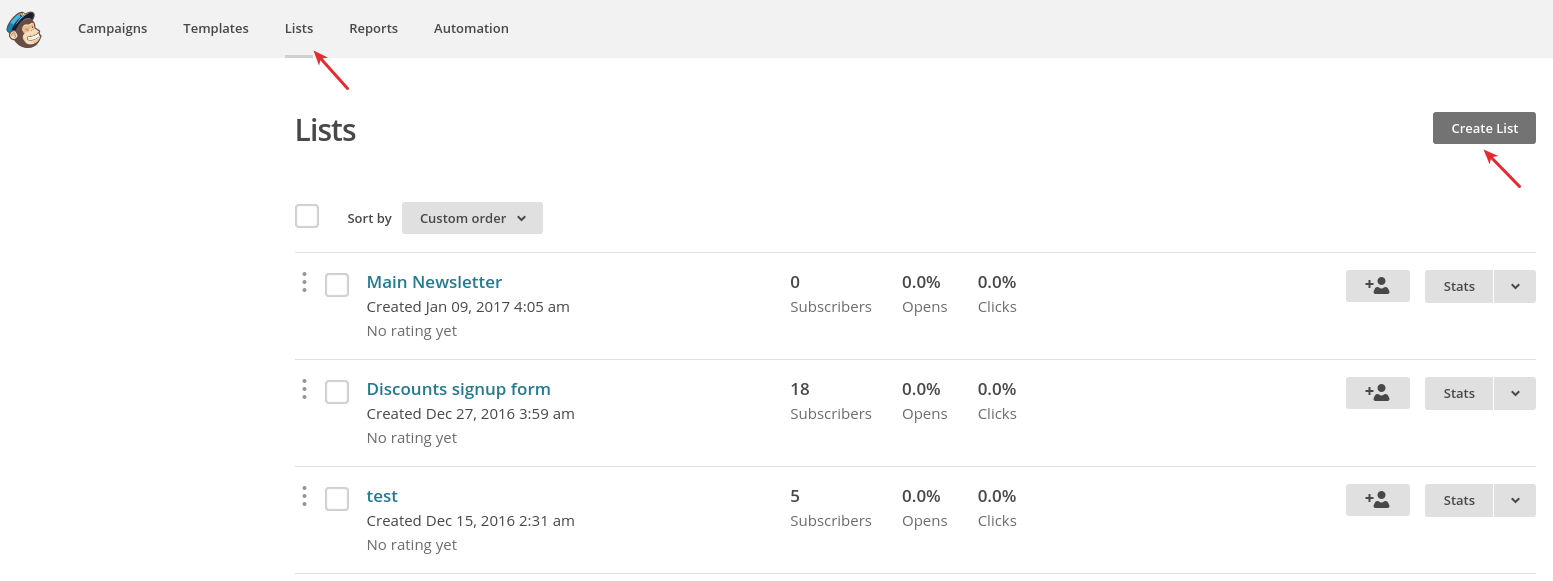 Campaigns Templates Lists Reports Automation
Lists
Create List
Sort by Custom order
Main Newsletter 0 0.0% 0.0% Stats
Created Jan 09, 2017 4:05 am Subscribers Opens Clicks
No rating yet
Discounts signup form 18 0.0% 0.0% Stats
Created Dec 27, 2016 3:59 am Subscribers Opens Clicks
No rating yet
test 5 0.0% 0.0% Stats
Created Dec 15, 2016 2:31 am Subscribers Opens Clicks
No rating yet